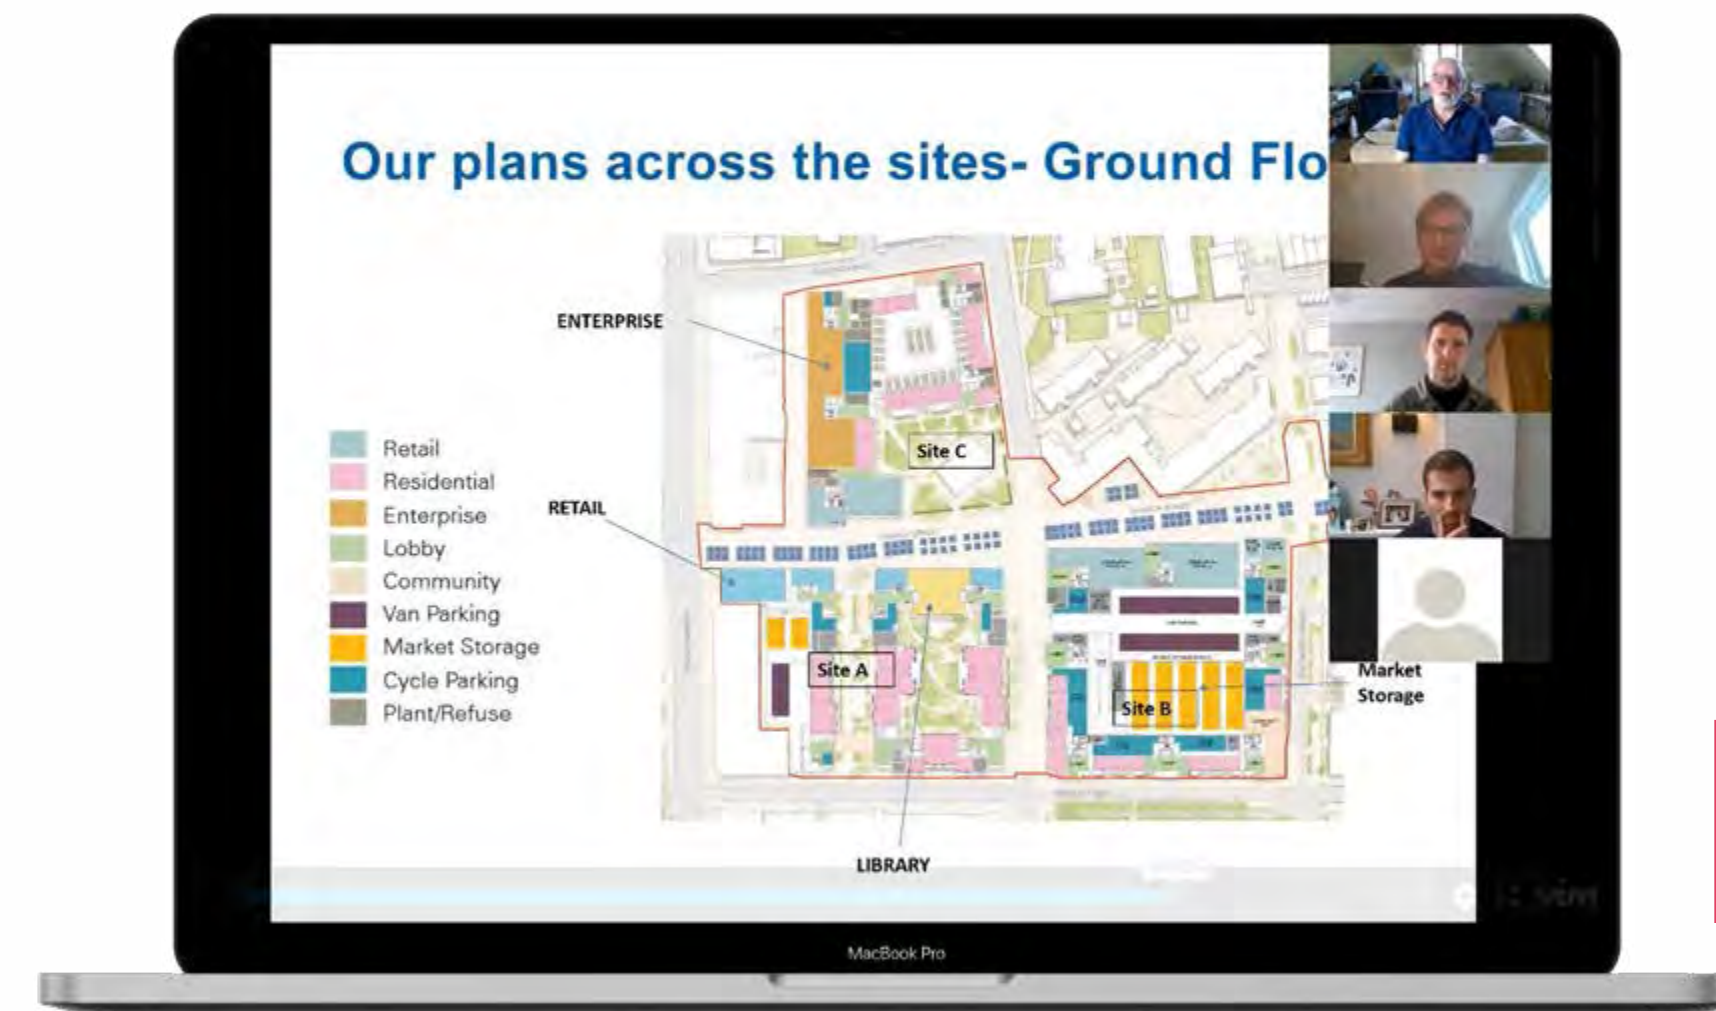 Our plans across the sites- Ground Flo
ENTERPRISE
Retail
Residential
Enterprise
Lobby
Community
Van Parking
Market Storage
Cycle Parking
Plant/Refuse
RETAIL
Site C
Site A
Site B
Market
Storage
LIBRARY
MacBook Pro